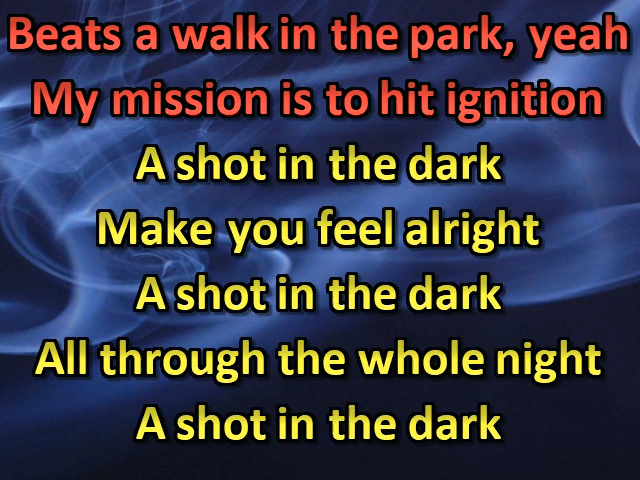 Beats a walk in the park, yeah
My mission is to hit ignition
A shot in the dark
Make you feel alright
A shot in the dark
All through the whole night
A shot in the dark